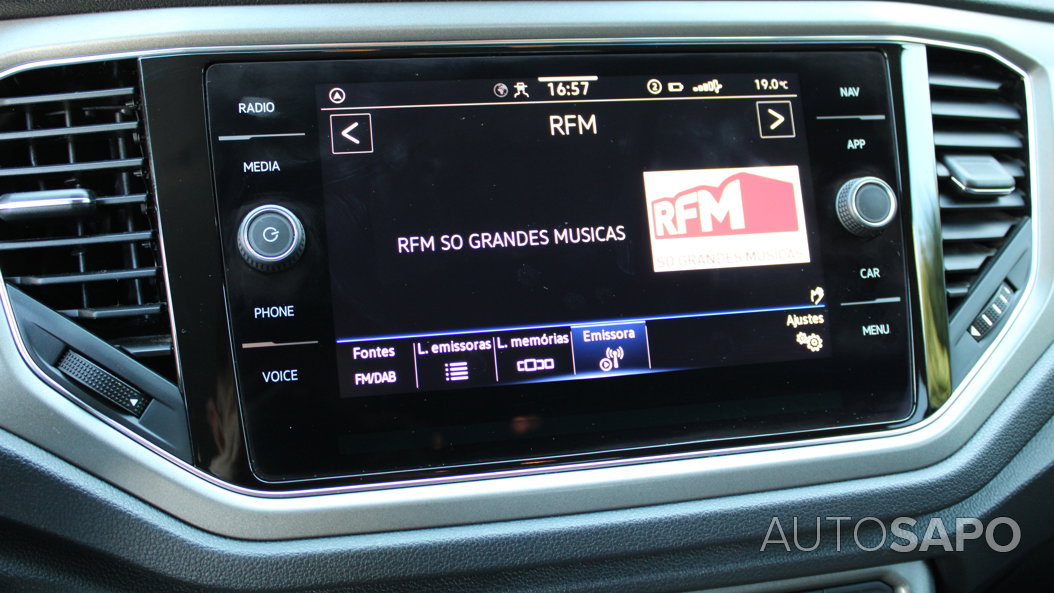 RADIO
MEDIA
PHONE
VOICE
2
16:57
19.0°C
RFM
RFM SO GRANDES MUSICAS
RFM
SO GRANDES MUSICAS
Ajustes
Fontes
FM/DAB
L. emissoras
L. memórias
Emissora
NAV
APP
CAR
MENU
AUTOSAPO